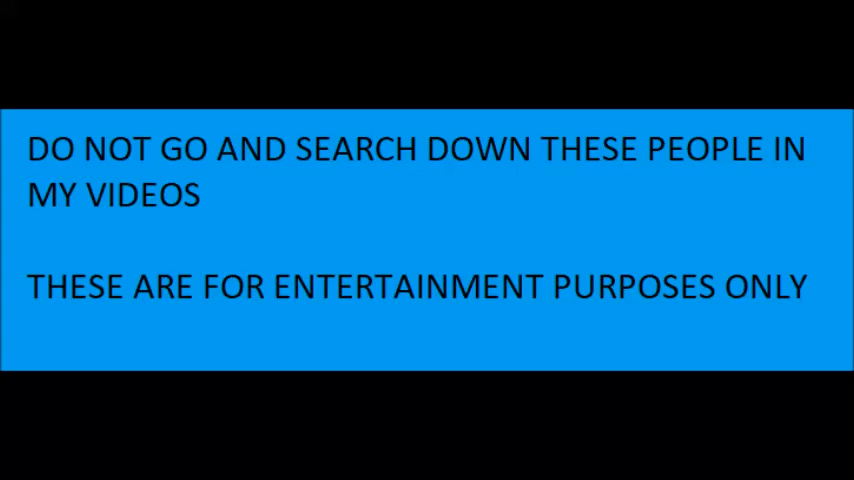 DO NOT GO AND SEARCH DOWN THESE PEOPLE IN
MY VIDEOS
THESE ARE FOR ENTERTAINMENT PURPOSES ONLY